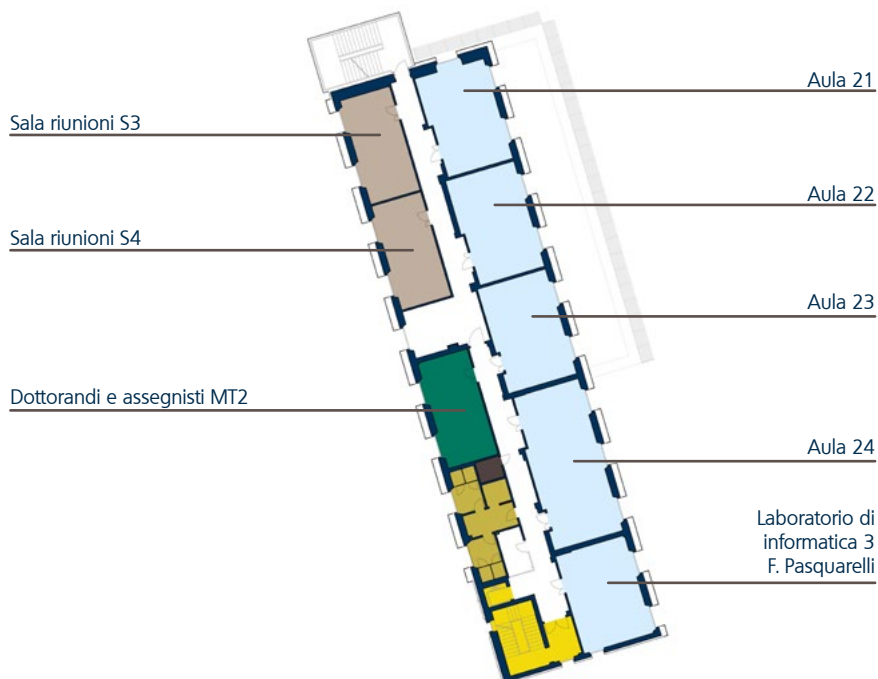 Sala riunioni S3
Sala riunioni S4
Dottorandi e assegnisti MT2
Aula 21
Aula 22
Aula 23
Aula 24
Laboratorio di
informatica 3
F. Pasquarelli